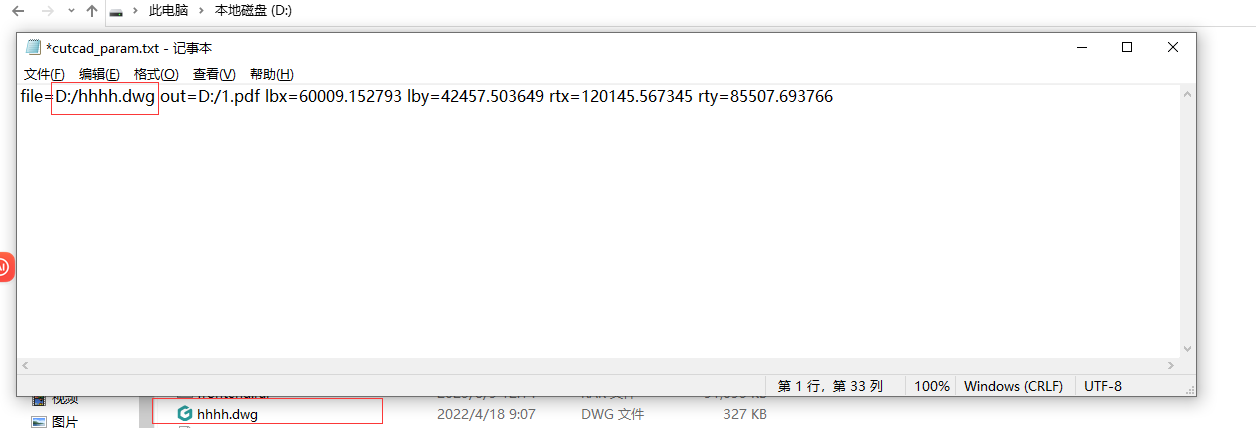 此电脑 › 本地磁盘 (D:)
*cutcad_param.txt - 记事本
文件(F) 编辑(E) 格式(O) 查看(V) 帮助(H)
file=D:/hhhh.dwg out=D:/1.pdf lbx=60009.152793 lby=42457.503649 rtx=120145.567345 rty=85507.693766
第 1 行，第 33 列 100% Windows (CRLF) UTF-8
视频
hhhh.dwg 2022/4/18 9:07 DWG 文件 327 KB
图片